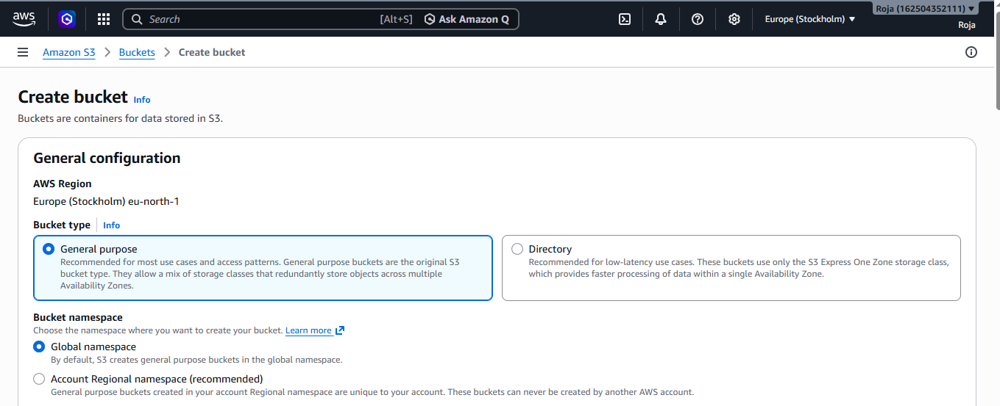 aws
Search [Alt+S] Ask Amazon Q
Europe (Stockholm) ▼
Roja (162504352111) ▼
Roja
Amazon S3 > Buckets > Create bucket
Create bucket Info
Buckets are containers for data stored in S3.
General configuration
AWS Region
Europe (Stockholm) eu-north-1
Bucket type Info
General purpose
Recommended for most use cases and access patterns. General purpose buckets are the original S3
bucket type. They allow a mix of storage classes that redundantly store objects across multiple
Availability Zones.
Directory
Recommended for low-latency use cases. These buckets use only the S3 Express One Zone storage class,
which provides faster processing of data within a single Availability Zone.
Bucket namespace
Choose the namespace where you want to create your bucket. Learn more
Global namespace
By default, S3 creates general purpose buckets in the global namespace.
Account Regional namespace (recommended)
General purpose buckets created in your account Regional namespace are unique to your account. These buckets can never be created by another AWS account.